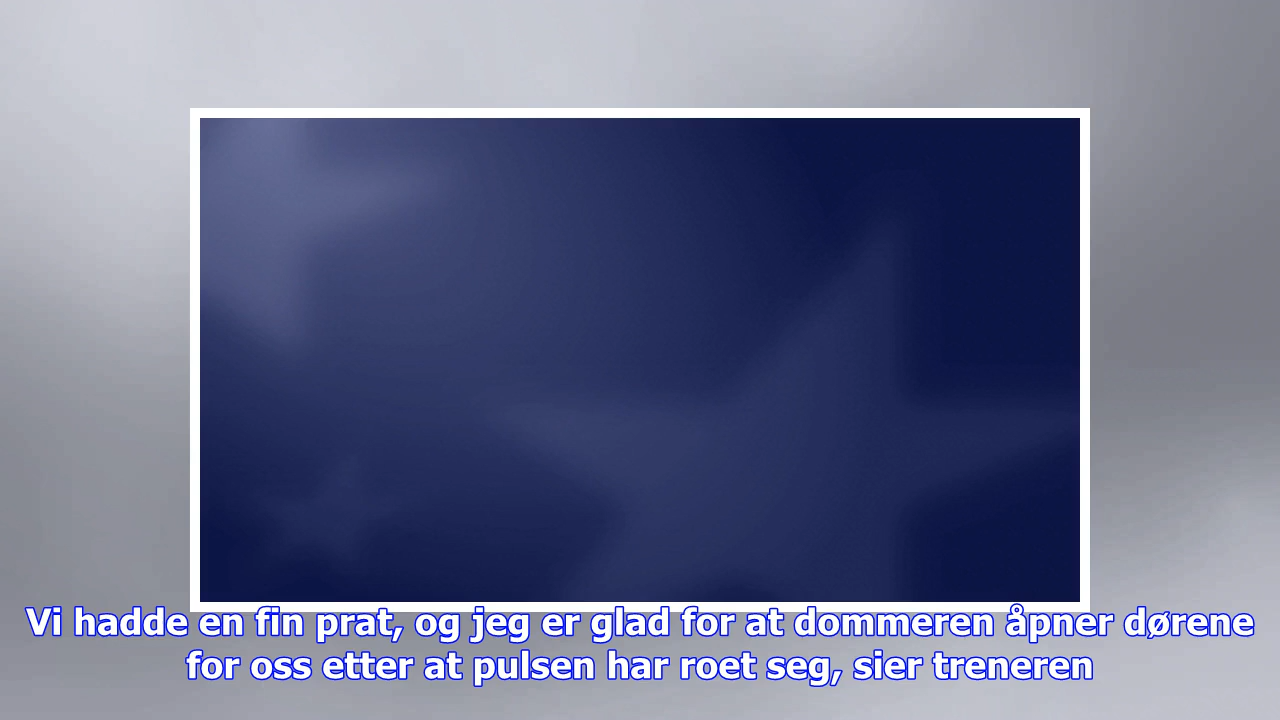 Vi hadde en fin prat, og jeg er glad for at dommeren åpner dørene
for oss etter at pulsen har roet seg, sier treneren